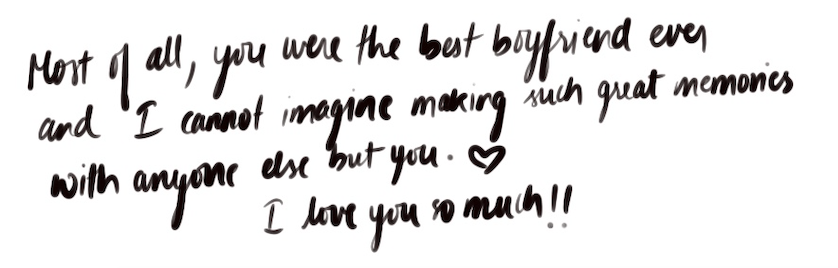 Most of all, you were the best boyfriend ever
and I cannot imagine making such great memories
with anyone else but you. ♡
I love you so much!!